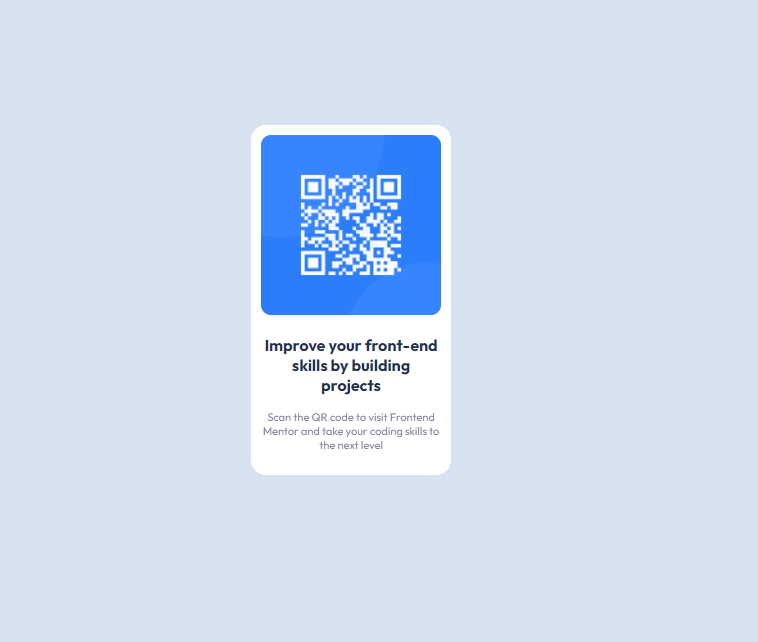 Improve your front-end
skills by building
projects
Scan the QR code to visit Frontend
Mentor and take your coding skills to
the next level